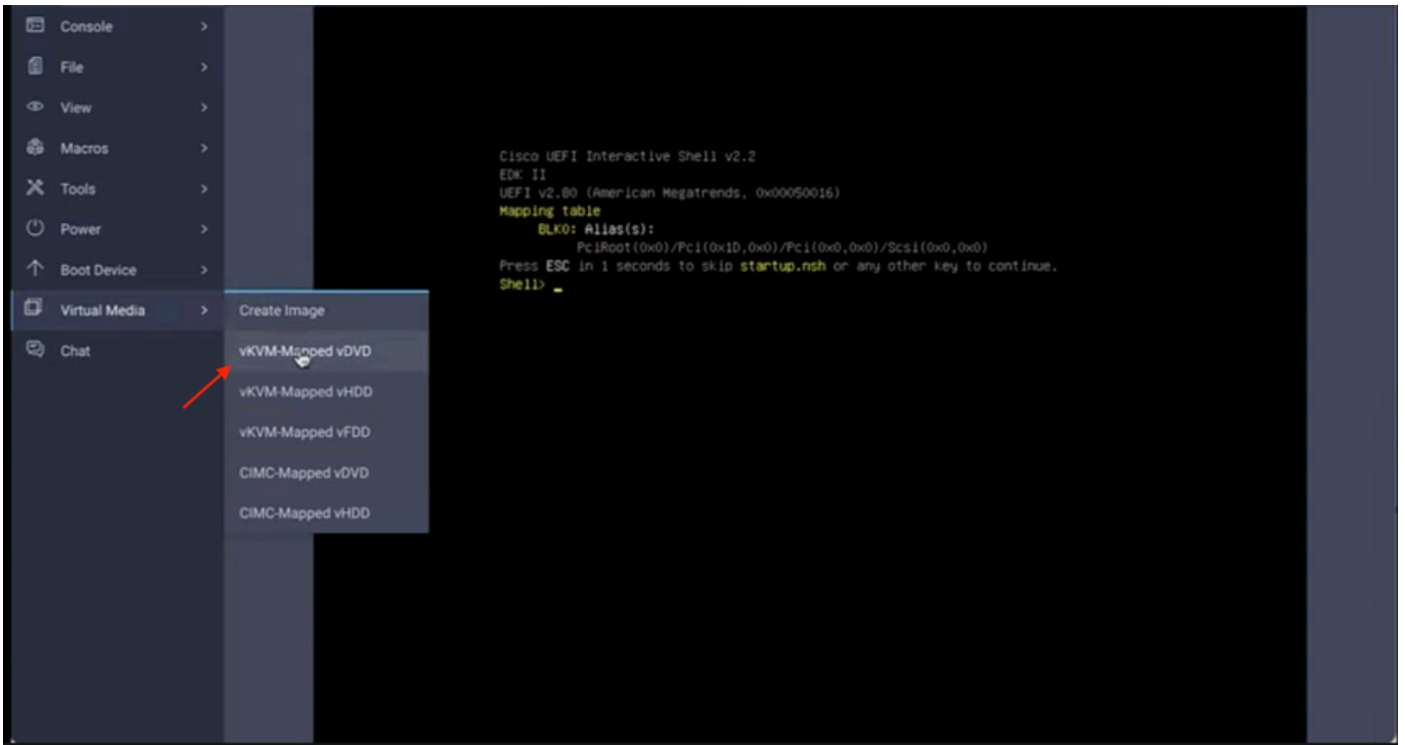 Console
File
View
Macros
Tools
Power
Boot Device
Virtual Media
Chat
Create Image
vKVM-Mapped vDVD
vKVM-Mapped vHDD
vKVM-Mapped vFDD
CIMC-Mapped vDVD
CIMC-Mapped vHDD
Cisco UEFI Interactive Shell v2.2
EDK II
UEFI v2.80 (American Megatrends, 0x00050016)
Mapping table
BLK0: Alias(s):
PciRoot(0x0)/Pci(0x1D,0x0)/Pci(0x0,0x0)/Scsi(0x0,0x0)
Press ESC in 1 seconds to skip startup.nsh or any other key to continue.
Shell> _